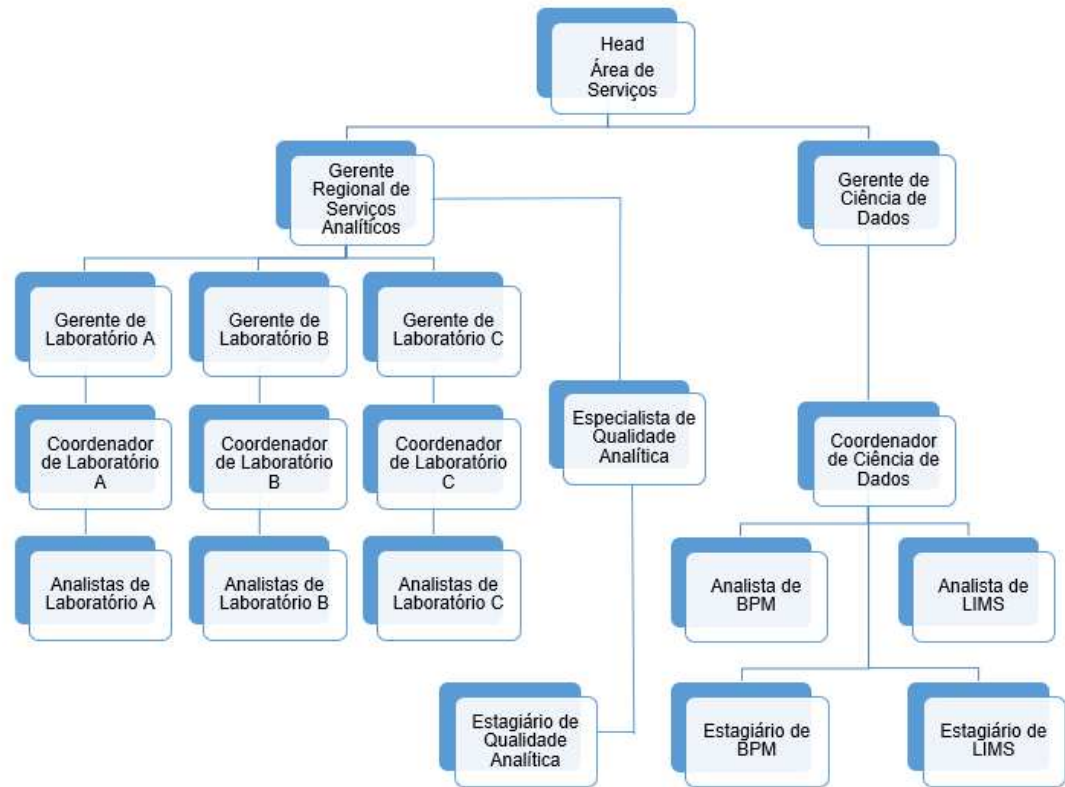 Head
Área de
Serviços
Gerente
Regional de
Serviços
Analíticos
Gerente de
Ciência de
Dados
Gerente de
Laboratório A
Gerente de
Laboratório B
Gerente de
Laboratório C
Especialista de
Qualidade
Analítica
Coordenador
de Laboratório
A
Coordenador
de Laboratório
B
Coordenador
de Laboratório
C
Coordenador
de Ciência de
Dados
Analistas de
Laboratório A
Analistas de
Laboratório B
Analistas de
Laboratório C
Analista de
BPM
Analista de
LIMS
Estagiário de
Qualidade
Analítica
Estagiário de
BPM
Estagiário de
LIMS